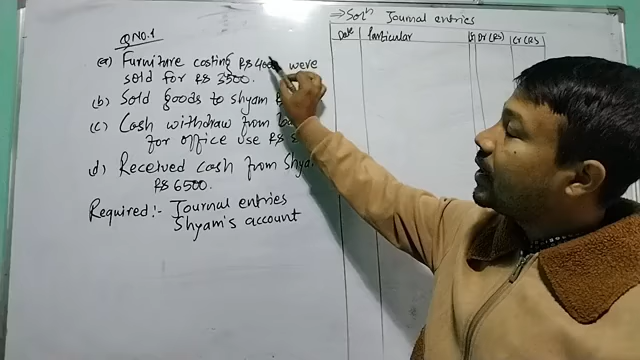 Q NO.1
(a) Furniture costing RS 4000 were
sold for RS 3500.
(b) Sold goods to Shyam
(c) Cash withdraw from
for office use RS
d) Received cash from Shyam
RS 6500.
Required:- Journal entries
Shyam's account
⇒ Solⁿ Journal entries
Date Particular Dr (RS) Cr (RS)